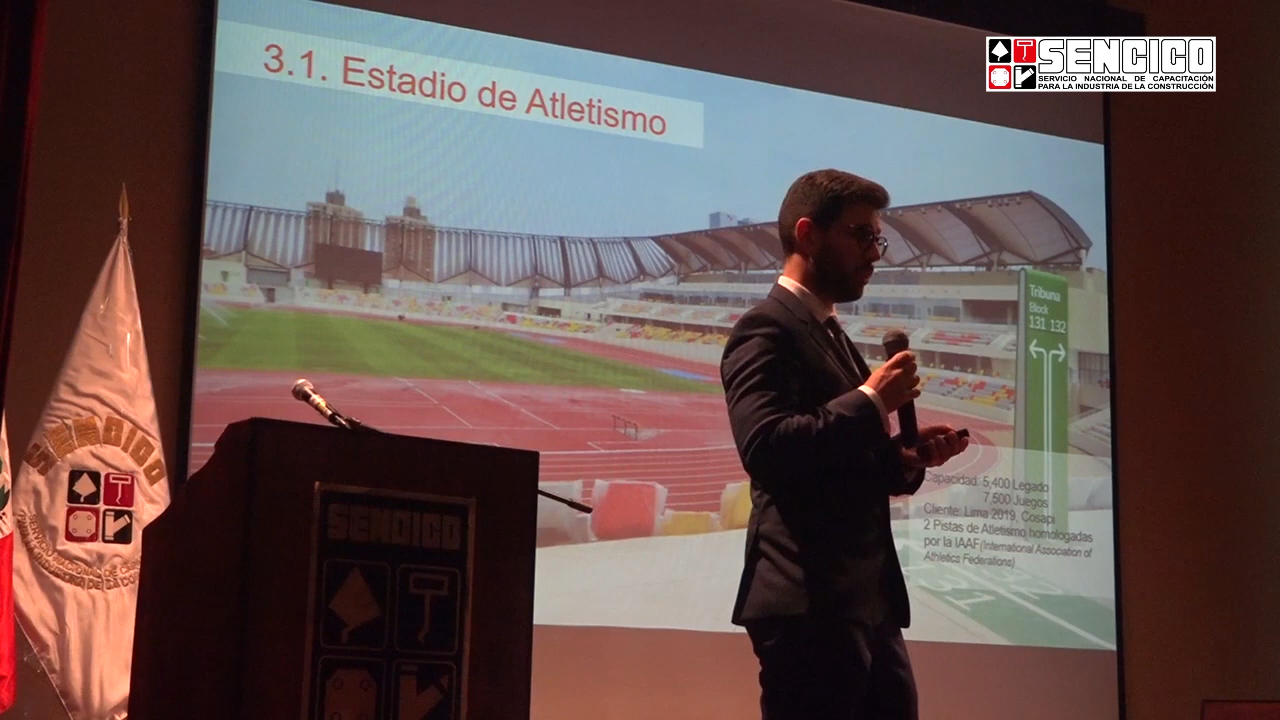 SENCICO
SERVICIO NACIONAL DE CAPACITACIÓN
PARA LA INDUSTRIA DE LA CONSTRUCCIÓN
3.1. Estadio de Atletismo
Tribuna
Block
131 132
Capacidad: 5,400 Legado
7,500 Juegos
Cliente: Lima 2019, Cosapi
2 Pistas de Atletismo homologadas
por la IAAF (International Association of
Athletics Federations)
131
SENCICO
SENCICO